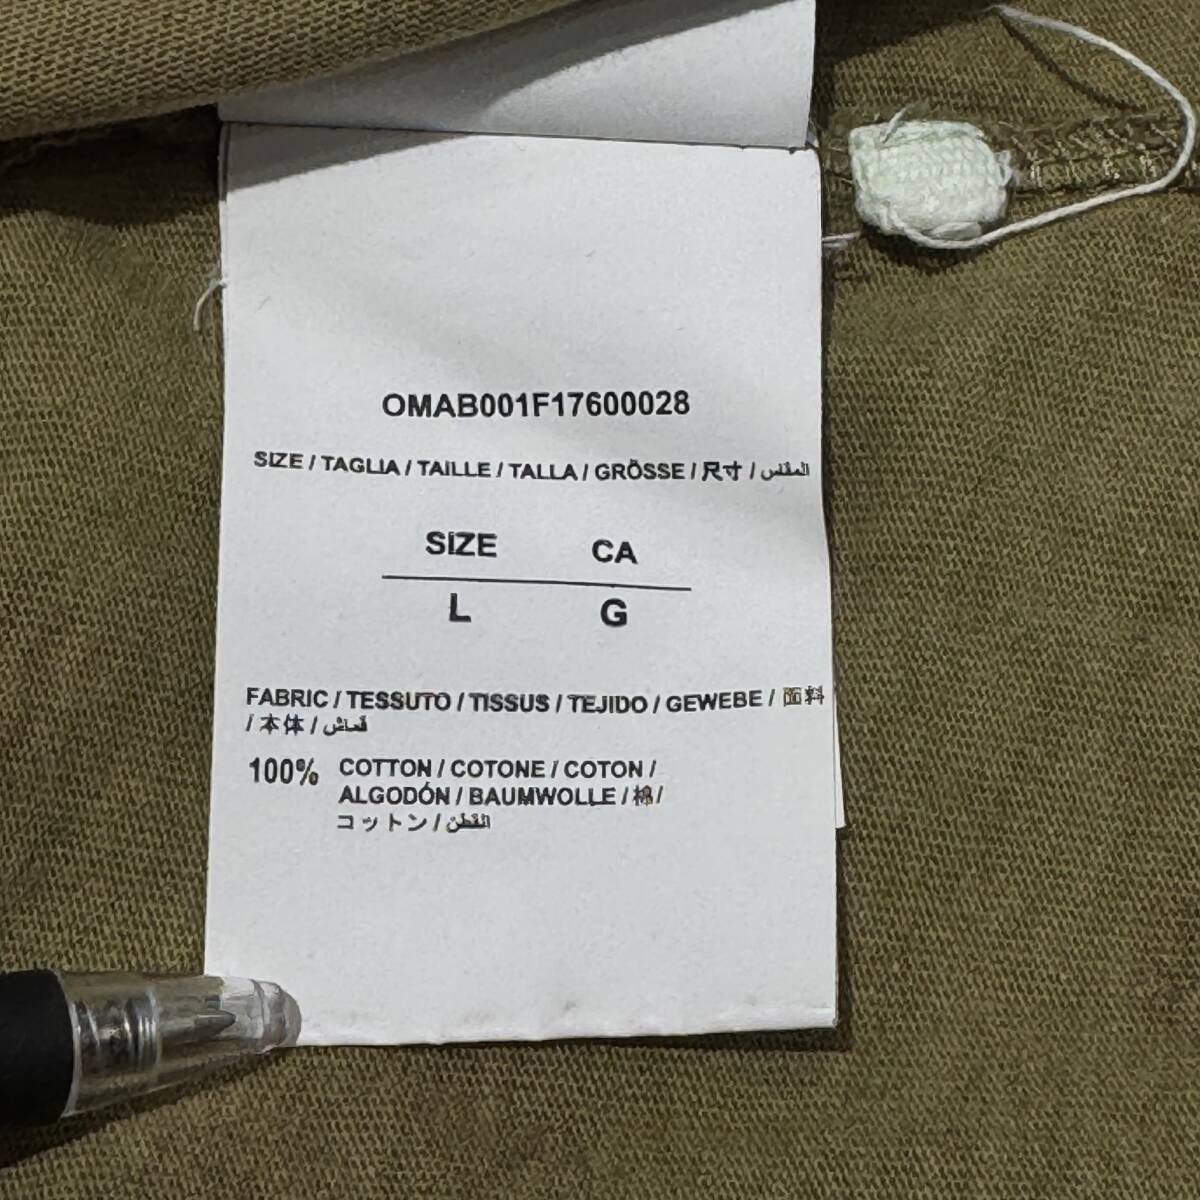 OMAB001F17600028
SIZE / TAGLIA / TAILLE / TALLA / GRÖSSE / 尺寸 / المقاس
SIZE CA
L G
FABRIC / TESSUTO / TISSUS / TEJIDO / GEWEBE / 面料
/ 本体 / قماش
100% COTTON / COTONE / COTON /
ALGODÓN / BAUMWOLLE / 棉 /
コットン / القطن